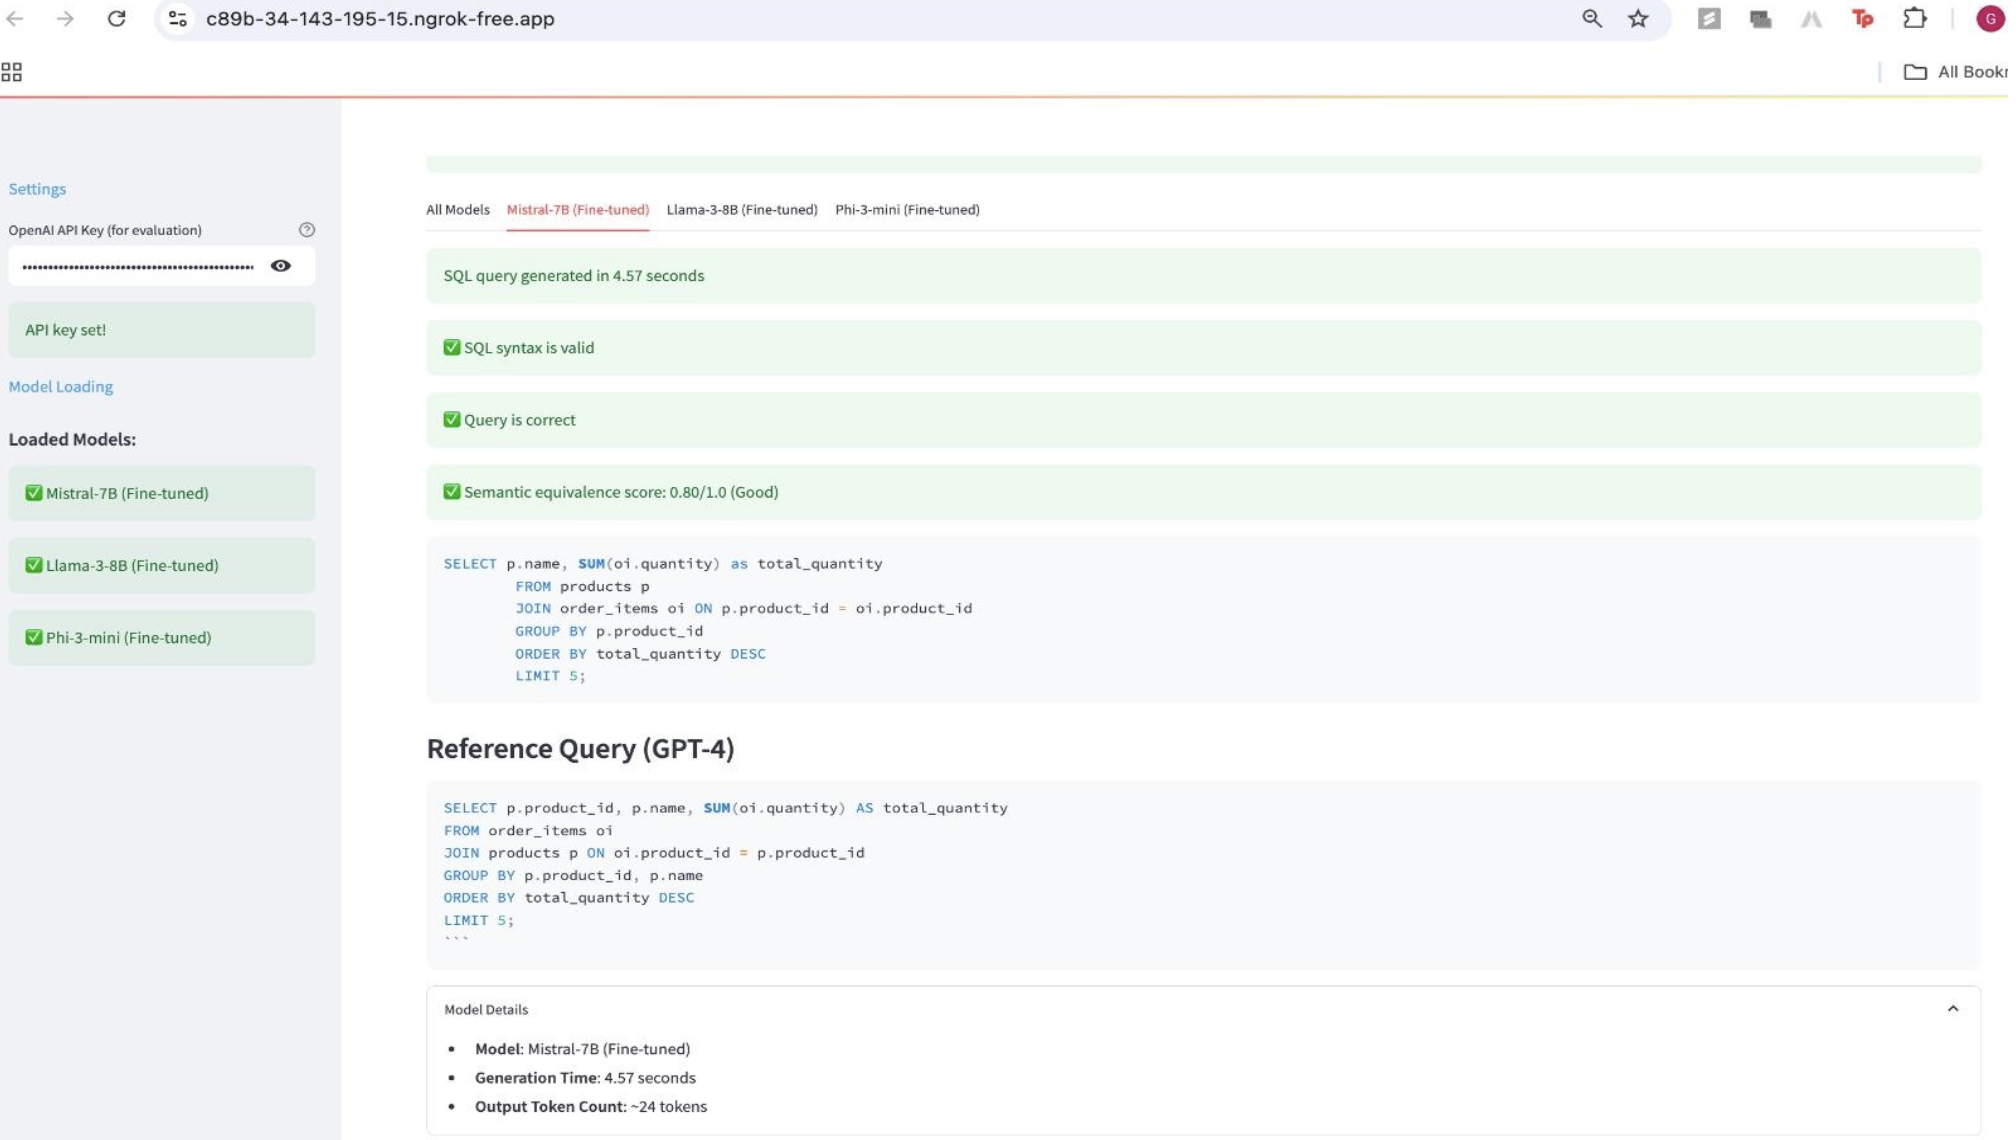 c89b-34-143-195-15.ngrok-free.app
Tp
G
All Bookr
Settings
OpenAI API Key (for evaluation)
?
••••••••••••••••••••••••••••••••••••••••••••••
API key set!
Model Loading
Loaded Models:
✅ Mistral-7B (Fine-tuned)
✅ Llama-3-8B (Fine-tuned)
✅ Phi-3-mini (Fine-tuned)
All Models Mistral-7B (Fine-tuned) Llama-3-8B (Fine-tuned) Phi-3-mini (Fine-tuned)
SQL query generated in 4.57 seconds
✅ SQL syntax is valid
✅ Query is correct
✅ Semantic equivalence score: 0.80/1.0 (Good)
SELECT p.name, SUM(oi.quantity) as total_quantity
FROM products p
JOIN order_items oi ON p.product_id = oi.product_id
GROUP BY p.product_id
ORDER BY total_quantity DESC
LIMIT 5;
Reference Query (GPT-4)
SELECT p.product_id, p.name, SUM(oi.quantity) AS total_quantity
FROM order_items oi
JOIN products p ON oi.product_id = p.product_id
GROUP BY p.product_id, p.name
ORDER BY total_quantity DESC
LIMIT 5;
```
Model Details
• Model: Mistral-7B (Fine-tuned)
• Generation Time: 4.57 seconds
• Output Token Count: ~24 tokens